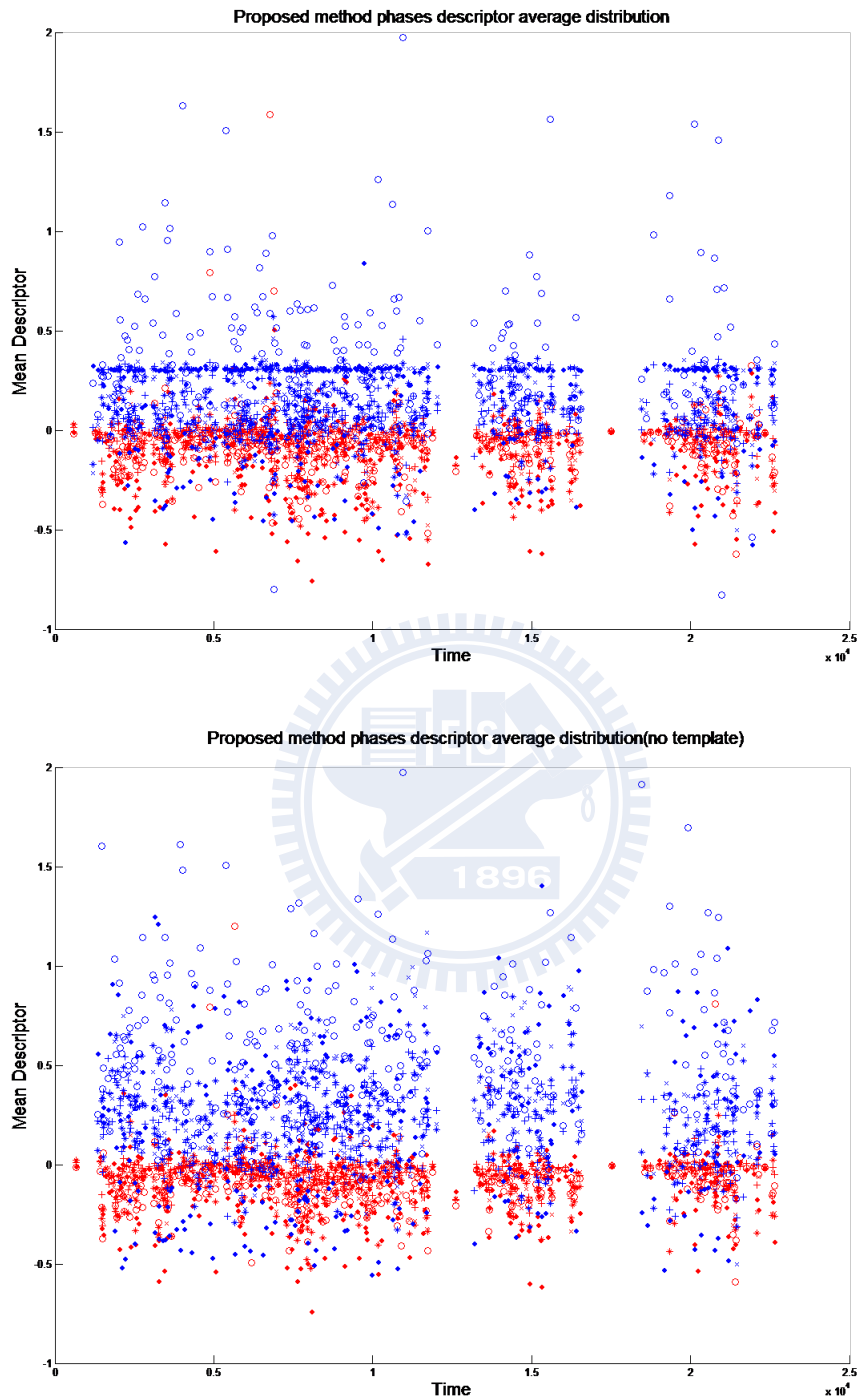 Proposed method phases descriptor average distribution
2
1.5
1
0.5
0
-0.5
-1
Mean Descriptor
0 0.5 1 1.5 2 2.5
Time
x 10^4
Proposed method phases descriptor average distribution(no template)
2
1.5
1
0.5
0
-0.5
-1
Mean Descriptor
0 0.5 1 1.5 2 2.5
Time
x 10^4
E S
1896